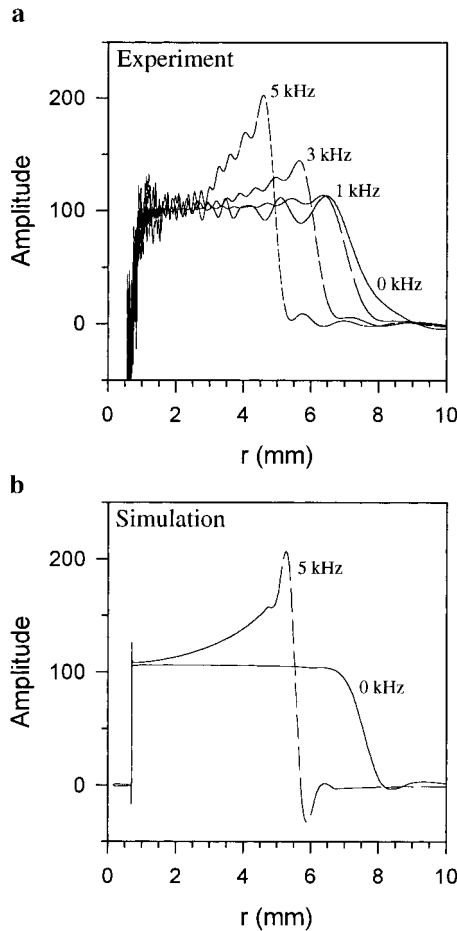 a
Experiment
200
5 kHz
3 kHz
1 kHz
100
0 kHz
0
Amplitude
0 2 4 6 8 10
r (mm)
b
Simulation
200
5 kHz
100
0 kHz
0
Amplitude
0 2 4 6 8 10
r (mm)